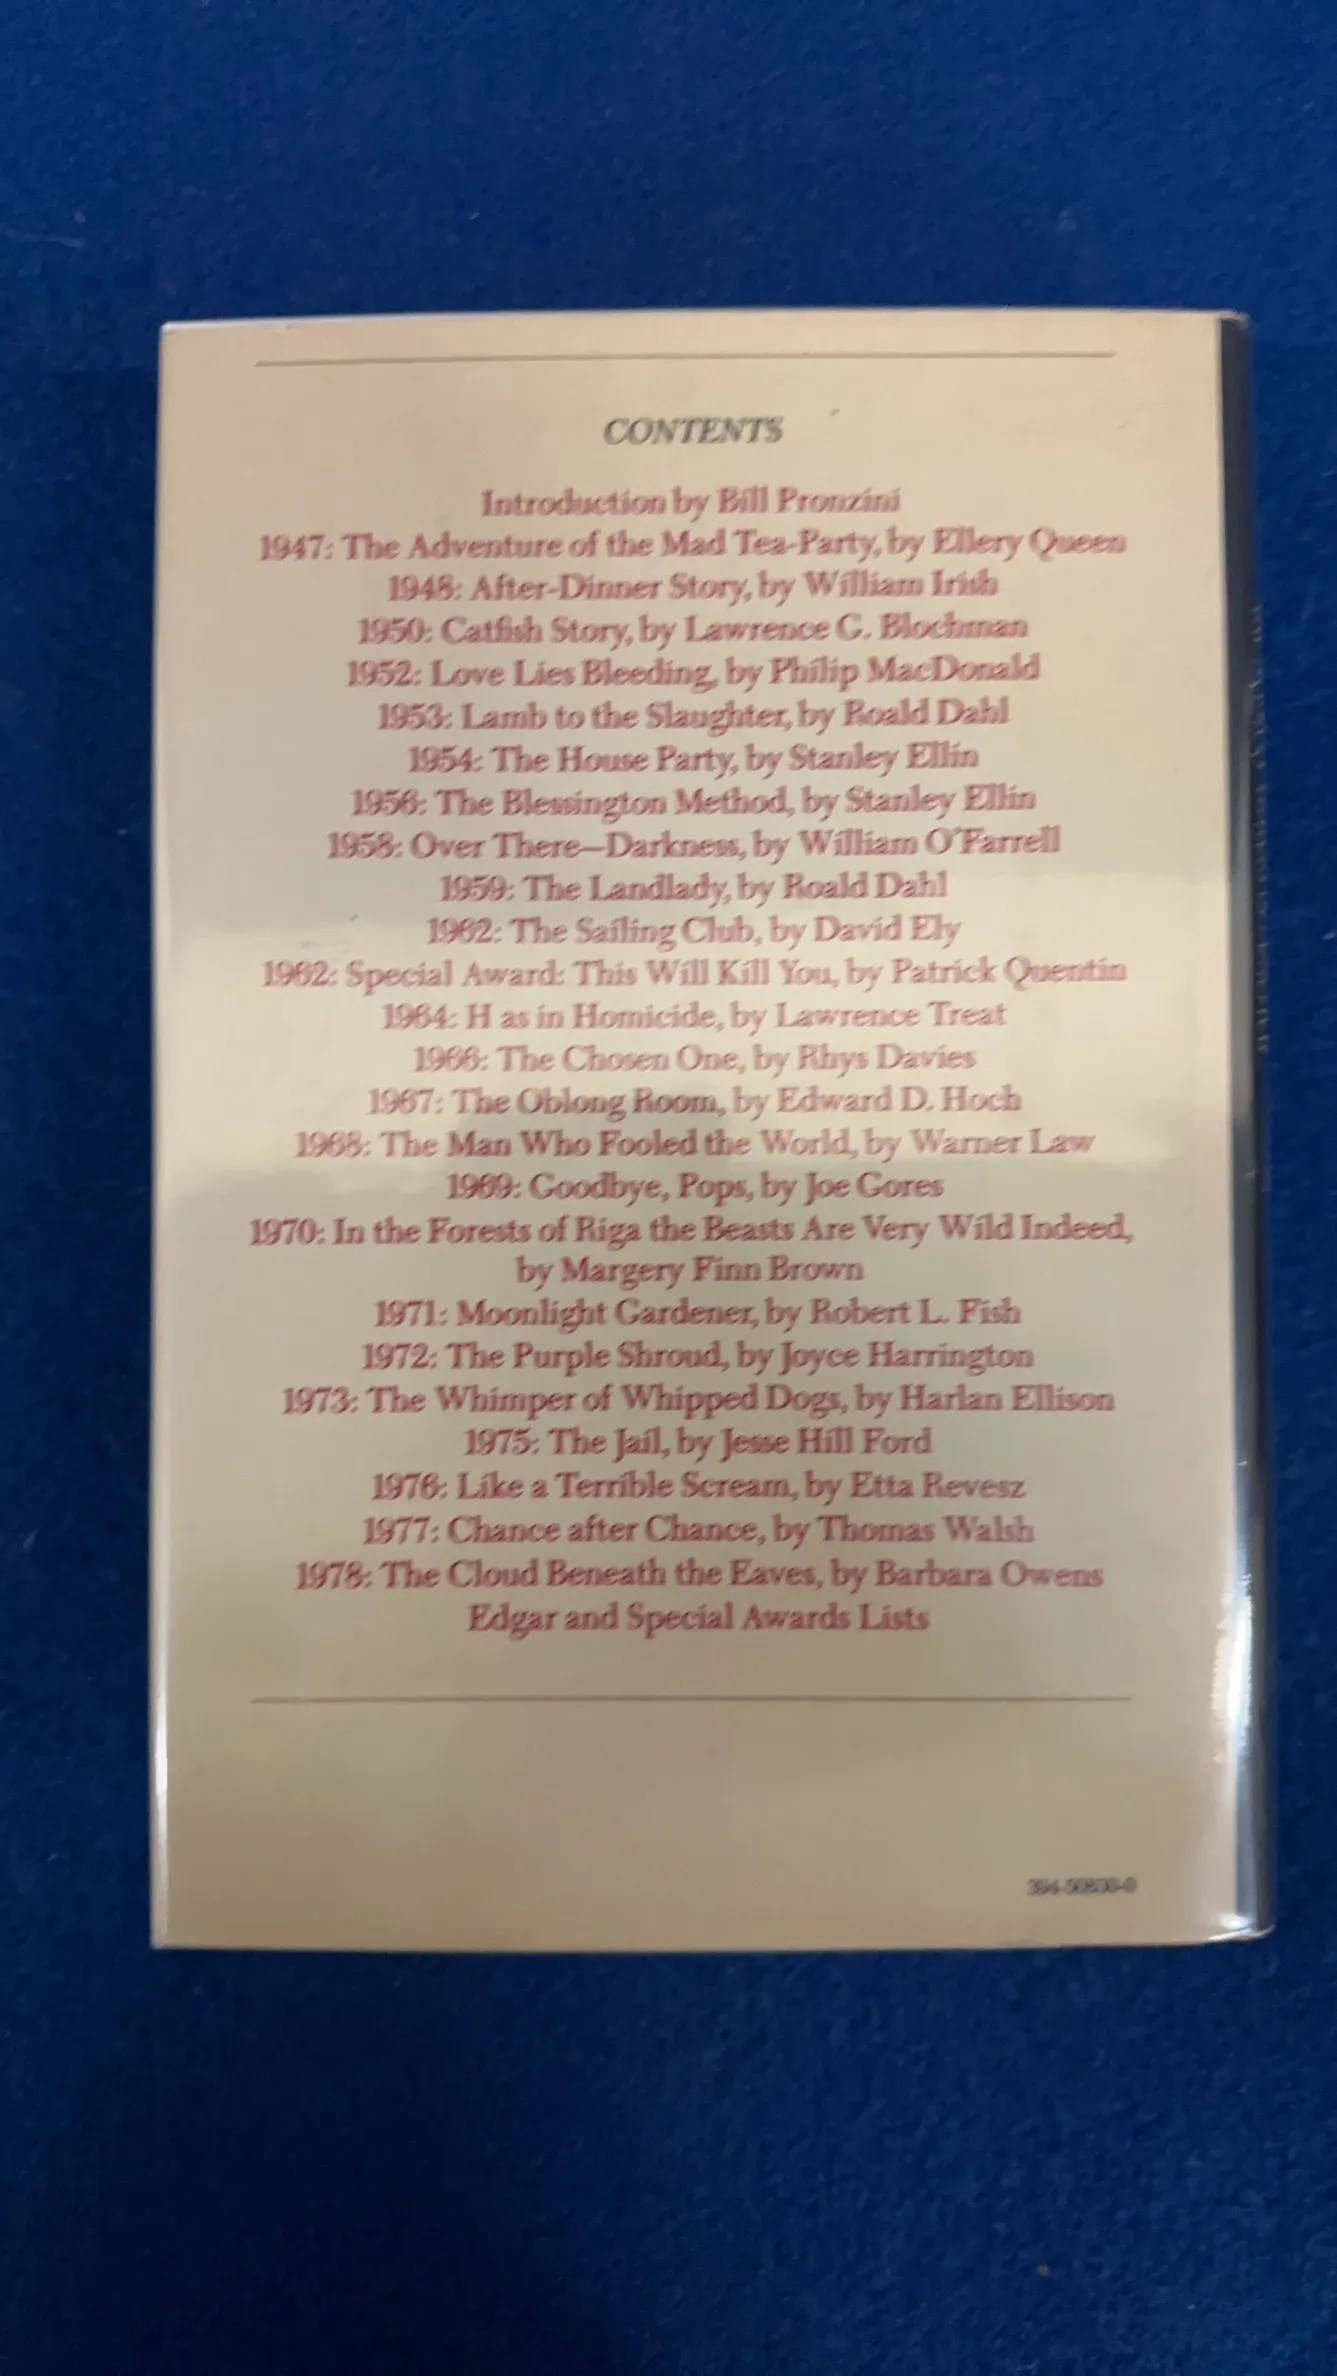 CONTENTS
Introduction by Bill Pronzini
1947: The Adventure of the Mad Tea-Party, by Ellery Queen
1948: After-Dinner Story, by William Irish
1950: Catfish Story, by Lawrence G. Blochman
1952: Love Lies Bleeding, by Philip MacDonald
1953: Lamb to the Slaughter, by Roald Dahl
1954: The House Party, by Stanley Ellin
1956: The Blessington Method, by Stanley Ellin
1958: Over There—Darkness, by William O'Farrell
1959: The Landlady, by Roald Dahl
1962: The Sailing Club, by David Ely
1962: Special Award: This Will Kill You, by Patrick Quentin
1964: H as in Homicide, by Lawrence Treat
1966: The Chosen One, by Rhys Davies
1967: The Oblong Room, by Edward D. Hoch
1968: The Man Who Fooled the World, by Warner Law
1969: Goodbye, Pops, by Joe Gores
1970: In the Forests of Riga the Beasts Are Very Wild Indeed,
by Margery Finn Brown
1971: Moonlight Gardener, by Robert L. Fish
1972: The Purple Shroud, by Joyce Harrington
1973: The Whimper of Whipped Dogs, by Harlan Ellison
1975: The Jail, by Jesse Hill Ford
1976: Like a Terrible Scream, by Etta Revesz
1977: Chance after Chance, by Thomas Walsh
1978: The Cloud Beneath the Eaves, by Barbara Owens
Edgar and Special Awards Lists